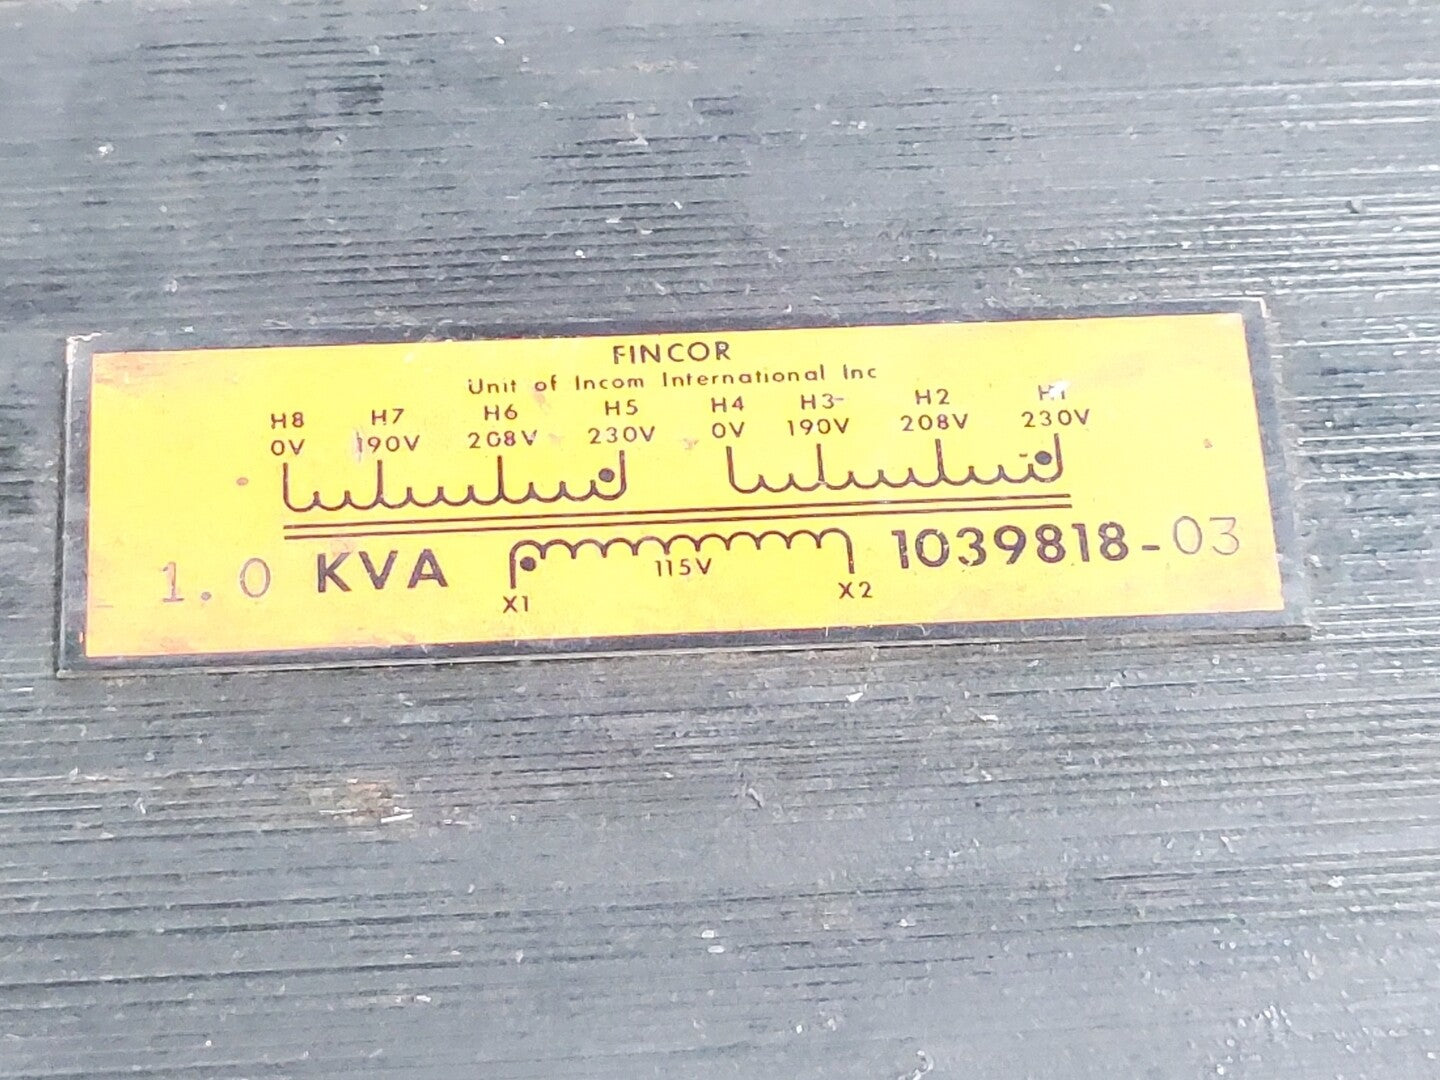 FINCOR
Unit of Incom International Inc
H8 H7 H6 H5 H4 H3 H2 H1
0V 190V 208V 230V 0V 190V 208V 230V
1.0 KVA 115V 1039818-03
X1 X2